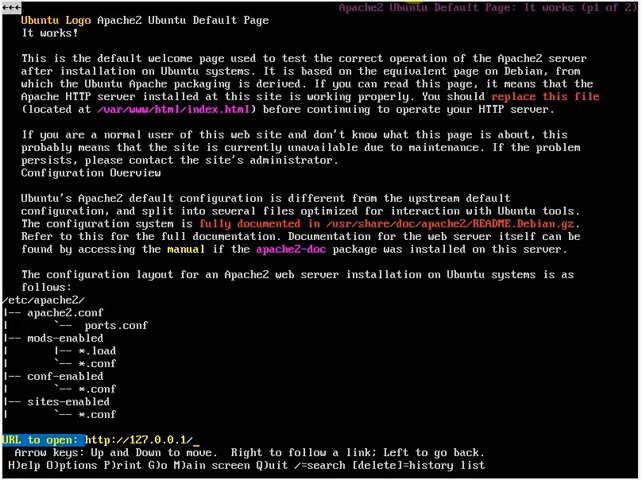 ←←←
Apache2 Ubuntu Default Page: It works (p1 of 2)
Ubuntu Logo Apache2 Ubuntu Default Page
It works!
This is the default welcome page used to test the correct operation of the Apache2 server
after installation on Ubuntu systems. It is based on the equivalent page on Debian, from
which the Ubuntu Apache packaging is derived. If you can read this page, it means that the
Apache HTTP server installed at this site is working properly. You should replace this file
(located at /var/www/html/index.html) before continuing to operate your HTTP server.
If you are a normal user of this web site and don't know what this page is about, this
probably means that the site is currently unavailable due to maintenance. If the problem
persists, please contact the site's administrator.
Configuration Overview
Ubuntu's Apache2 default configuration is different from the upstream default
configuration, and split into several files optimized for interaction with Ubuntu tools.
The configuration system is fully documented in /usr/share/doc/apache2/README.Debian.gz.
Refer to this for the full documentation. Documentation for the web server itself can be
found by accessing the manual if the apache2-doc package was installed on this server.
The configuration layout for an Apache2 web server installation on Ubuntu systems is as
follows:
/etc/apache2/
|-- apache2.conf
|       `--  ports.conf
|-- mods-enabled
|       |-- *.load
|       `-- *.conf
|-- conf-enabled
|       `-- *.conf
|-- sites-enabled
|       `-- *.conf
URL to open: http://127.0.0.1/_
Arrow keys: Up and Down to move.  Right to follow a link; Left to go back.
H)elp O)ptions P)rint G)o M)ain screen Q)uit /=search [delete]=history list